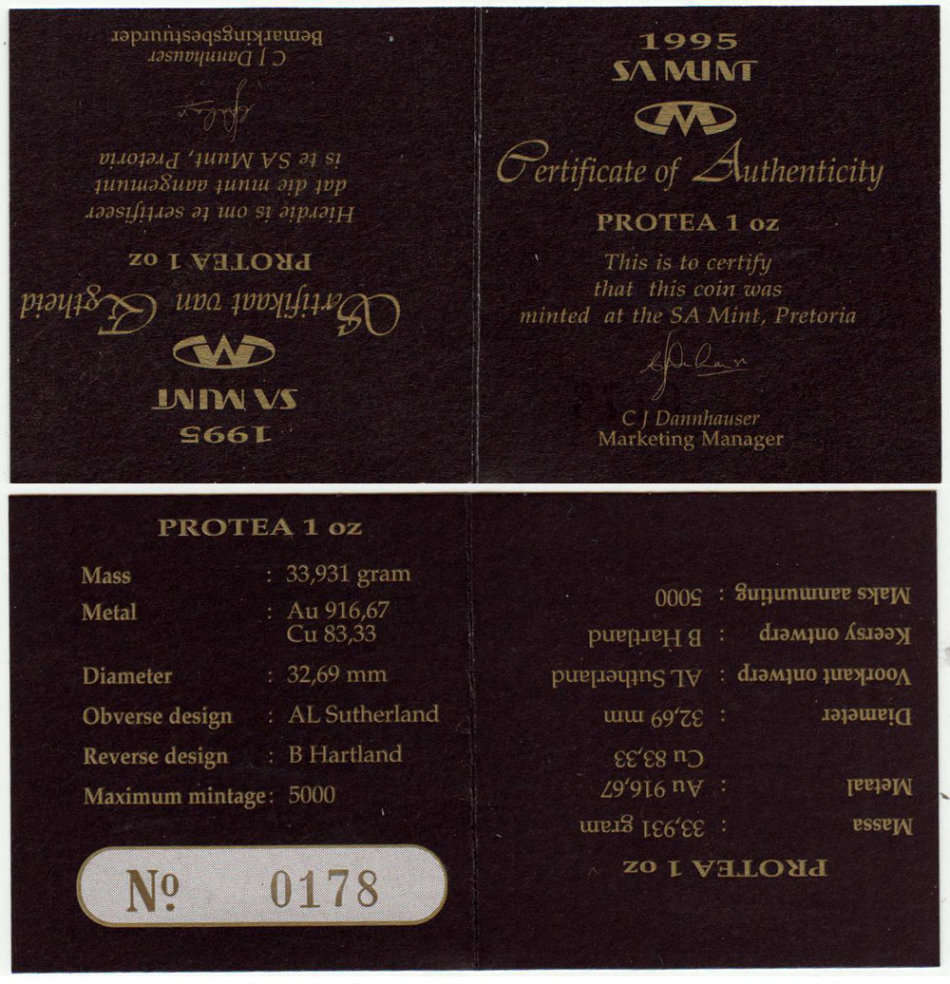 1995
SA MINT
Certificate of Authenticity
PROTEA 1 oz
This is to certify
that this coin was
minted at the SA Mint, Pretoria
C J Dannhauser
Marketing Manager
1995
SA MUNT
Sertifikaat van Egtheid
PROTEA 1 oz
Hierdie is om te sertifiseer
dat die munt aangemunt
is te SA Munt, Pretoria
C J Dannhauser
Bemarkingsbestuurder
PROTEA 1 oz
Mass : 33,931 gram
Metal : Au 916,67
Cu 83,33
Diameter : 32,69 mm
Obverse design : AL Sutherland
Reverse design : B Hartland
Maximum mintage : 5000
No. 0178
PROTEA 1 oz
Massa : 33,931 gram
Metaal : Au 916,67
Cu 83,33
Diameter : 32,69 mm
Voorkant ontwerp : AL Sutherland
Keersy ontwerp : B Hartland
Maks aanmunting : 5000